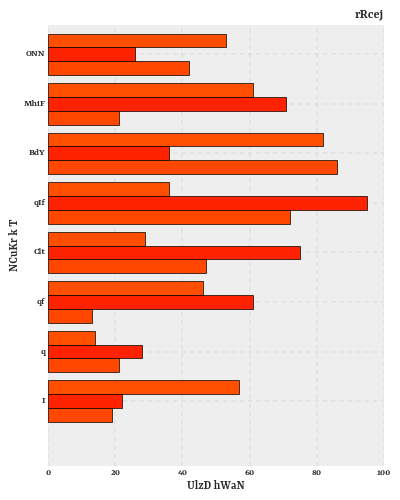 rRcej
ONN
MhiF
BdY
qIf
Clt
qf
q
I
0 20 40 60 80 100
UlzD hWaN
NCuKr k T